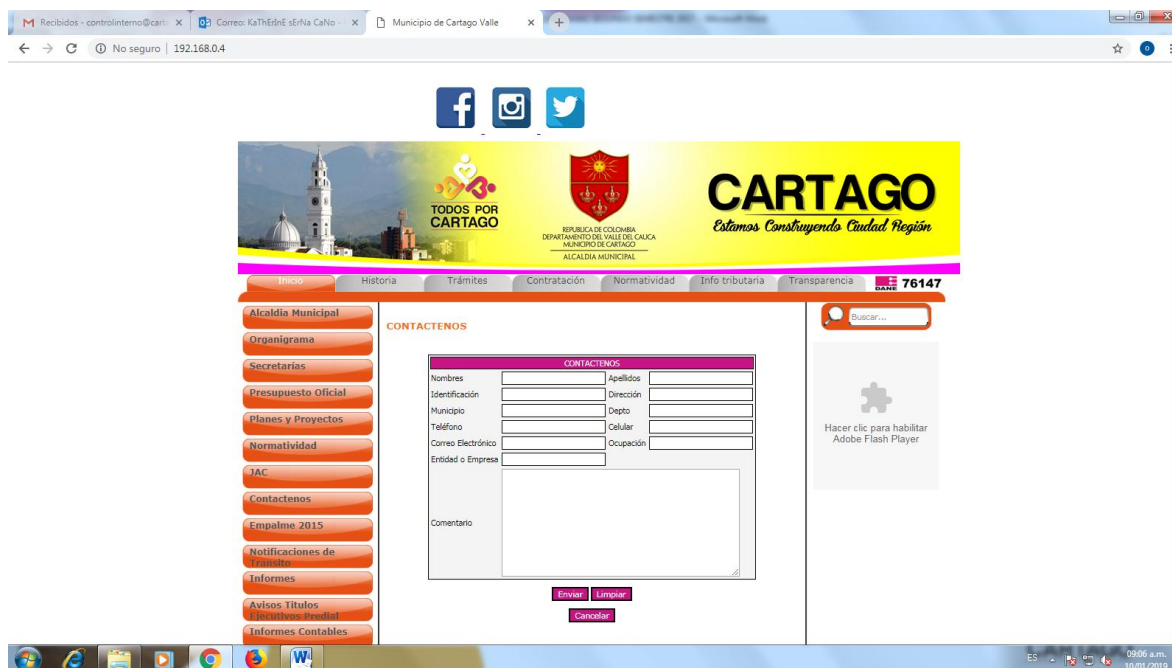 Recibidos - controlinterno@cart
Correo: KaThErInE sErNa CaNo -
Municipio de Cartago Valle
No seguro | 192.168.0.4
TODOS POR
CARTAGO
REPUBLICA DE COLOMBIA
DEPARTAMENTO DEL VALLE DEL CAUCA
MUNICIPIO DE CARTAGO
ALCALDIA MUNICIPAL
CARTAGO
Estamos Construyendo Ciudad Región
Inicio Historia Trámites Contratación Normatividad Info tributaria Transparencia DANE 76147
Alcaldia Municipal
Organigrama
Secretarías
Presupuesto Oficial
Planes y Proyectos
Normatividad
JAC
Contactenos
Empalme 2015
Notificaciones de
Transito
Informes
Avisos Titulos
Ejecutivos Predial
Informes Contables
CONTACTENOS
CONTACTENOS
Nombres Apellidos
Identificación Dirección
Municipio Depto
Teléfono Celular
Correo Electrónico Ocupación
Entidad o Empresa
Comentario
Enviar Limpiar
Cancelar
Buscar...
Hacer clic para habilitar
Adobe Flash Player
ES
09:06 a.m.
10/01/2019